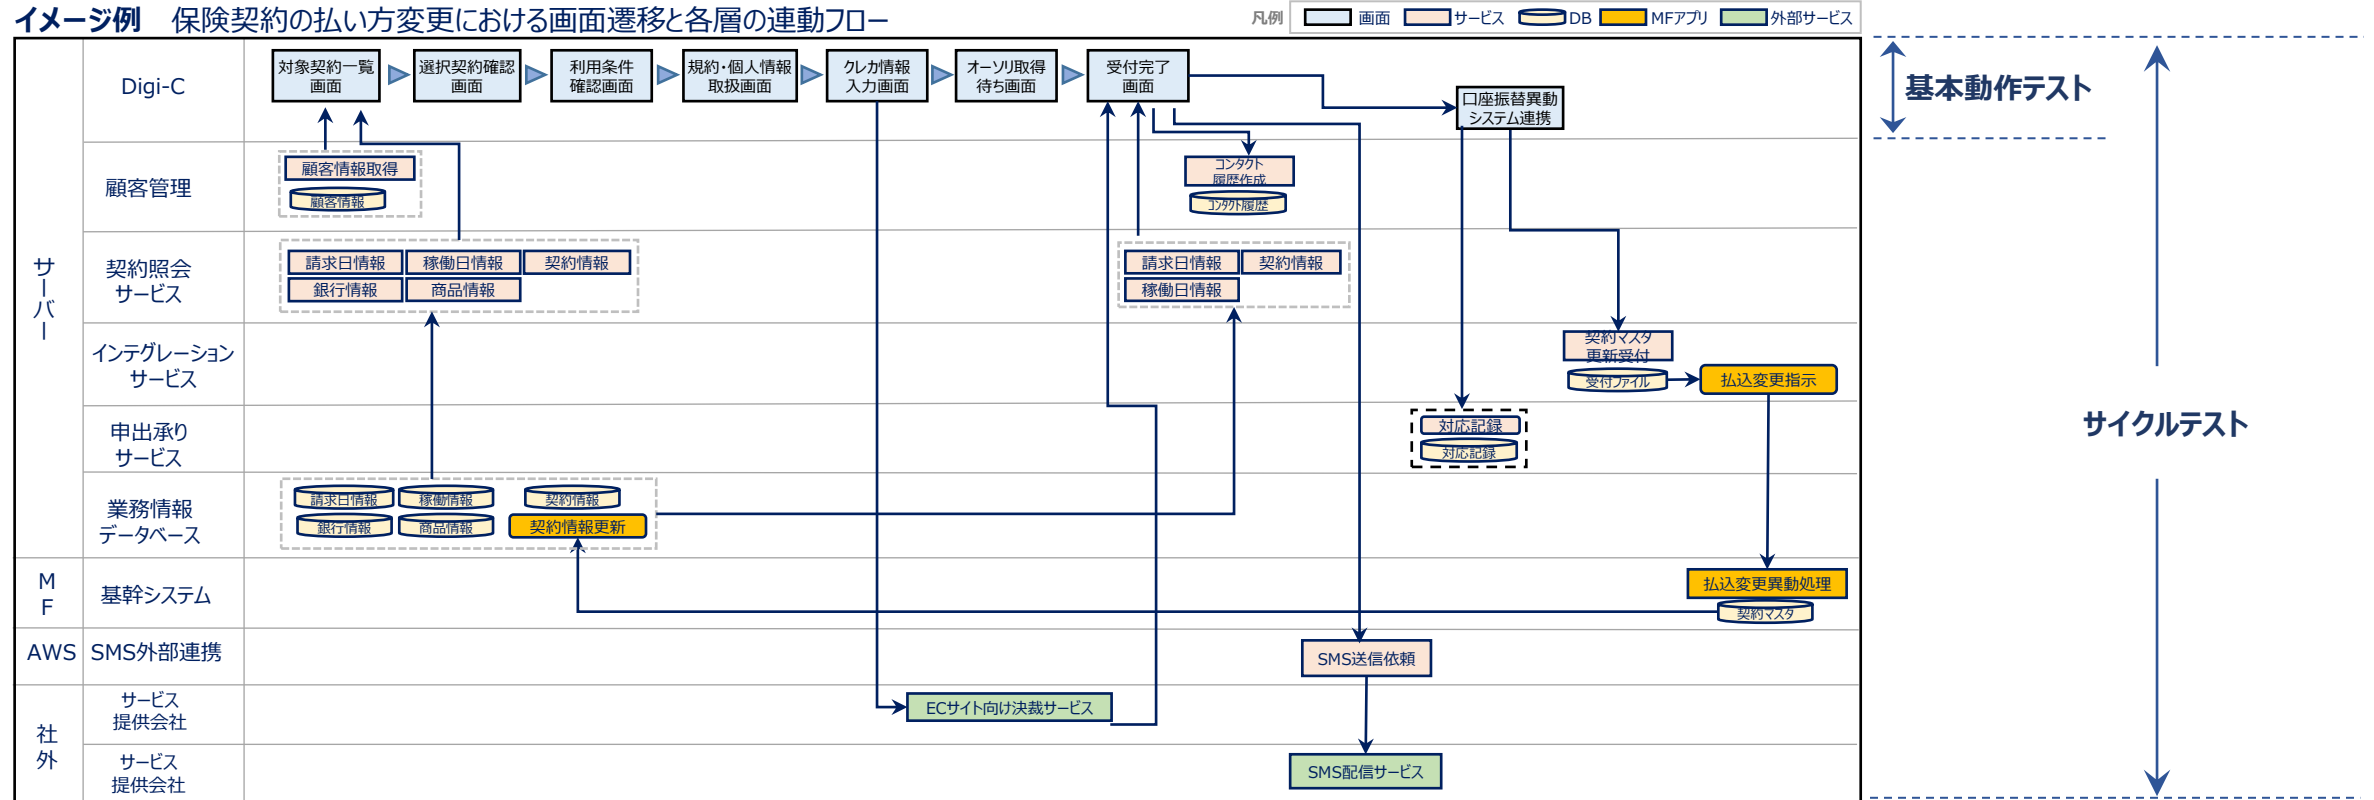 イメージ例 保険契約の払い方変更における画面遷移と各層の連動フロー
凡例 画面 サービス DB MFアプリ 外部サービス
サーバー
Digi-C
対象契約一覧
画面
選択契約確認
画面
利用条件
確認画面
規約・個人情報
取扱画面
クレカ情報
入力画面
オーソリ取得
待ち画面
受付完了
画面
口座振替異動
システム連携
基本動作テスト
顧客管理
顧客情報取得
顧客情報
コンタクト
履歴作成
コンタクト履歴
契約照会
サービス
請求日情報
稼働日情報
契約情報
銀行情報
商品情報
請求日情報
契約情報
稼働日情報
インテグレーション
サービス
契約マスタ
更新受付
受付ファイル
払込変更指示
サイクルテスト
申出承り
サービス
対応記録
対応記録
業務情報
データベース
請求日情報
稼働情報
契約情報
銀行情報
商品情報
契約情報更新
MF
基幹システム
払込変更異動処理
契約マスタ
AWS
SMS外部連携
SMS送信依頼
社外
サービス
提供会社
ECサイト向け決裁サービス
サービス
提供会社
SMS配信サービス